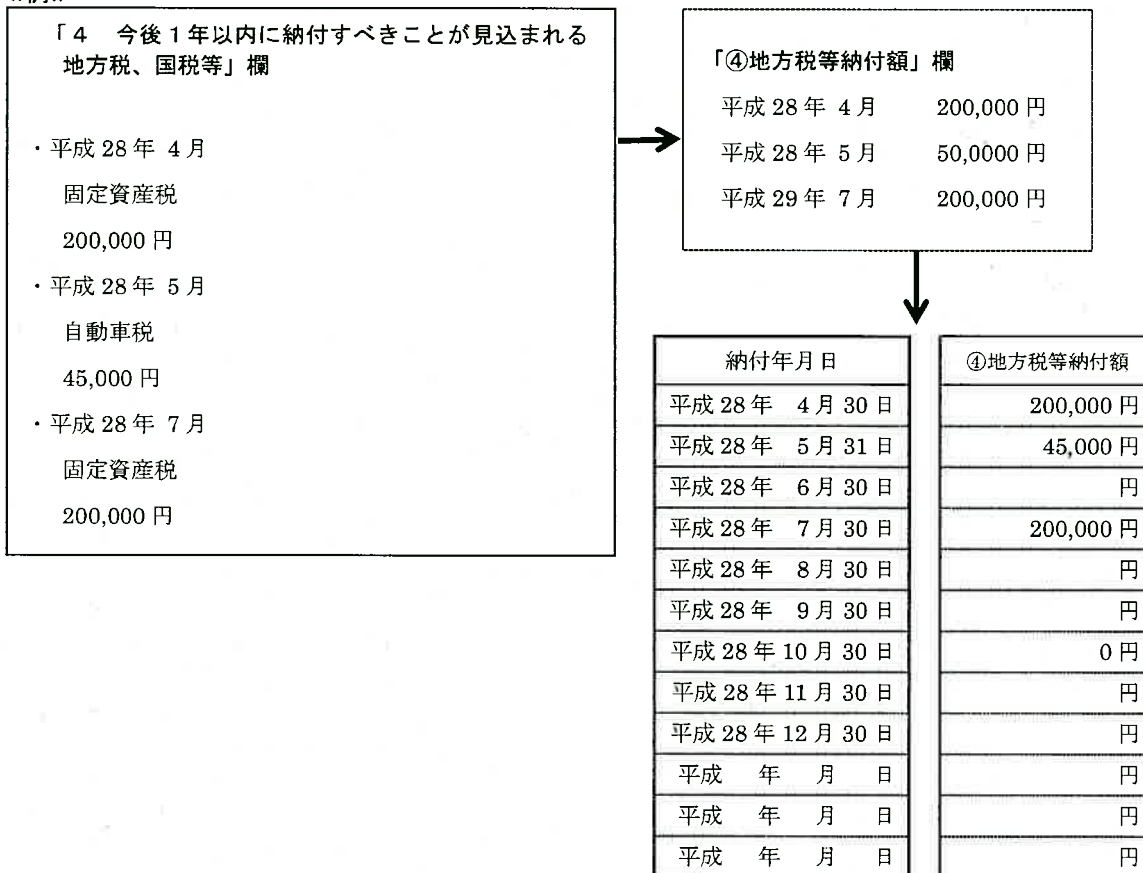 「４　今後１年以内に納付すべきことが見込まれる
地方税、国税等」欄
・平成 28 年 4 月
固定資産税
200,000 円
・平成 28 年 5 月
自動車税
45,000 円
・平成 28 年 7 月
固定資産税
200,000 円
「④地方税等納付額」欄
平成 28 年 4 月　200,000 円
平成 28 年 5 月　50,0000 円
平成 29 年 7 月　200,000 円
納付年月日　④地方税等納付額
平成 28 年 4 月 30 日　200,000 円
平成 28 年 5 月 31 日　45,000 円
平成 28 年 6 月 30 日　円
平成 28 年 7 月 30 日　200,000 円
平成 28 年 8 月 30 日　円
平成 28 年 9 月 30 日　円
平成 28 年 10 月 30 日　0 円
平成 28 年 11 月 30 日　円
平成 28 年 12 月 30 日　円
平成　年　月　日　円
平成　年　月　日　円
平成　年　月　日　円